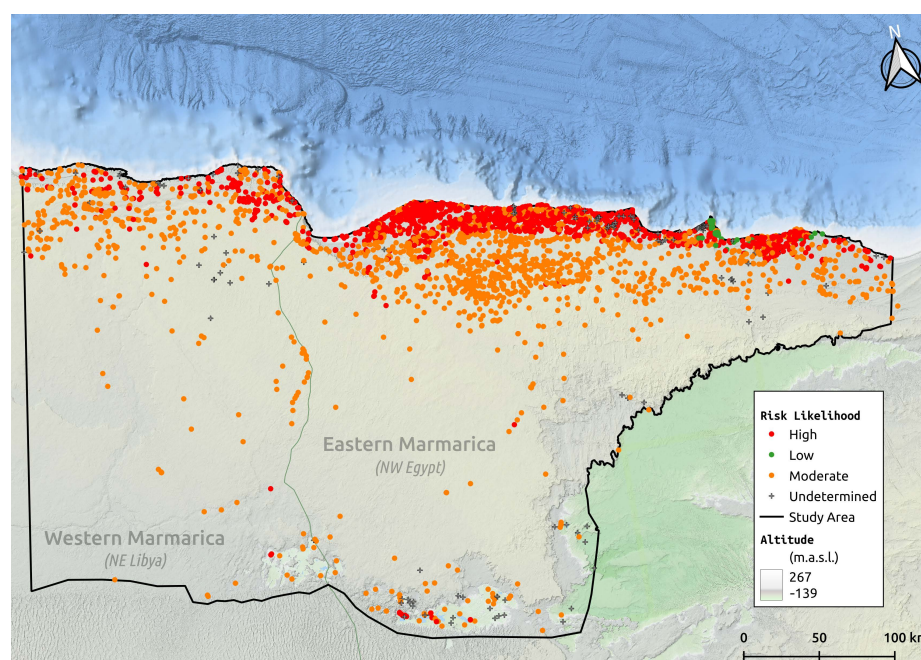 N
Eastern Marmarica
(NW Egypt)
Western Marmarica
(NE Libya)
Risk Likelihood
High
Low
Moderate
Undetermined
Study Area
Altitude
(m.a.s.l.)
267
-139
0 50 100 km